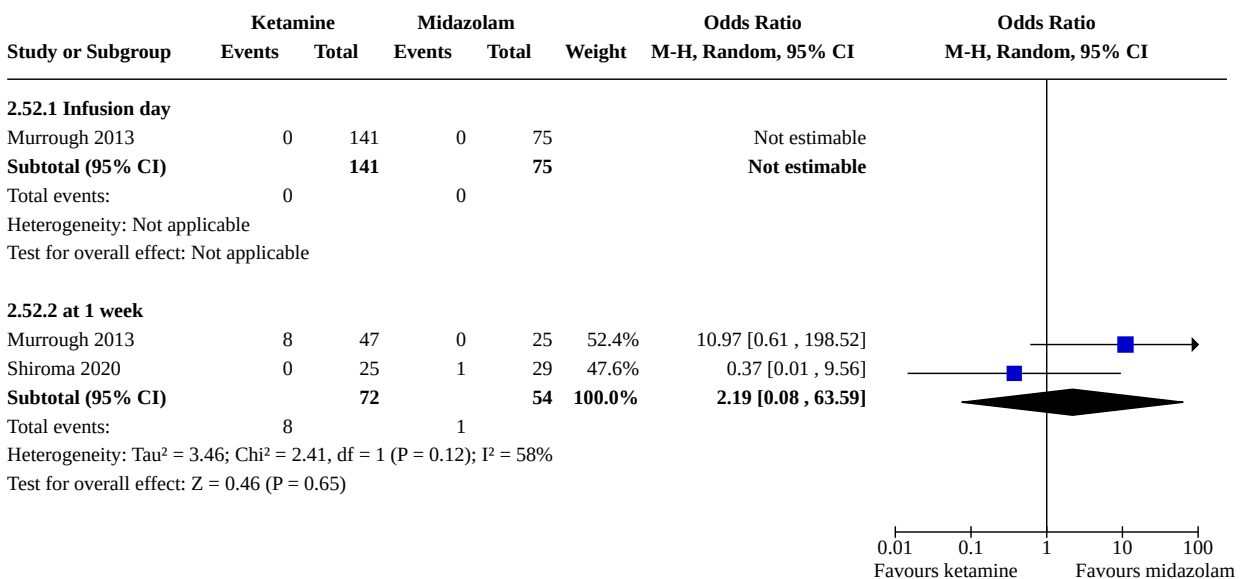 Ketamine Midazolam Odds Ratio Odds Ratio
Study or Subgroup Events Total Events Total Weight M-H, Random, 95% CI M-H, Random, 95% CI
2.52.1 Infusion day
Murrough 2013 0 141 0 75 Not estimable
Subtotal (95% CI) 141 75 Not estimable
Total events: 0 0
Heterogeneity: Not applicable
Test for overall effect: Not applicable
2.52.2 at 1 week
Murrough 2013 8 47 0 25 52.4% 10.97 [0.61 , 198.52]
Shiroma 2020 0 25 1 29 47.6% 0.37 [0.01 , 9.56]
Subtotal (95% CI) 72 54 100.0% 2.19 [0.08 , 63.59]
Total events: 8 1
Heterogeneity: Tau² = 3.46; Chi² = 2.41, df = 1 (P = 0.12); I² = 58%
Test for overall effect: Z = 0.46 (P = 0.65)
0.01 0.1 1 10 100
Favours ketamine Favours midazolam